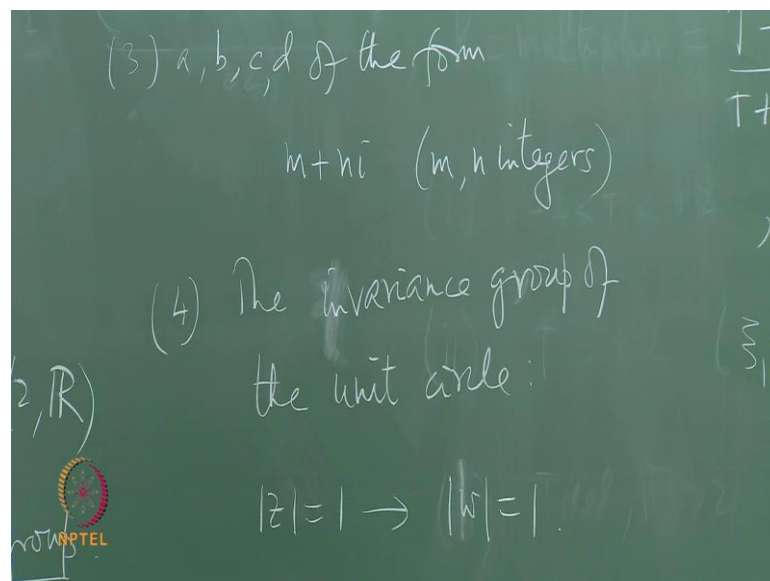 (3) a, b, c, d of the form
m+ni (m, n integers)
(4) The invariance group of
the unit circle:
2, R)
|z|=1 → |w|=1.
NPTEL